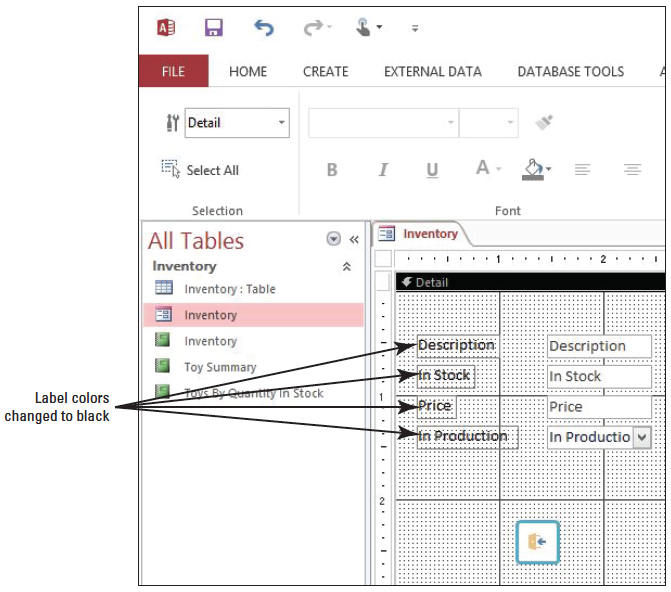 FILE HOME CREATE EXTERNAL DATA DATABASE TOOLS
Detail
Select All
B I U A
Selection
Font
All Tables
Inventory
Inventory : Table
Inventory
Inventory
Toy Summary
Toys By Quantity In Stock
Inventory
1 2
Detail
Description Description
In Stock In Stock
1
Price Price
In Production In Productio
2
Label colors
changed to black